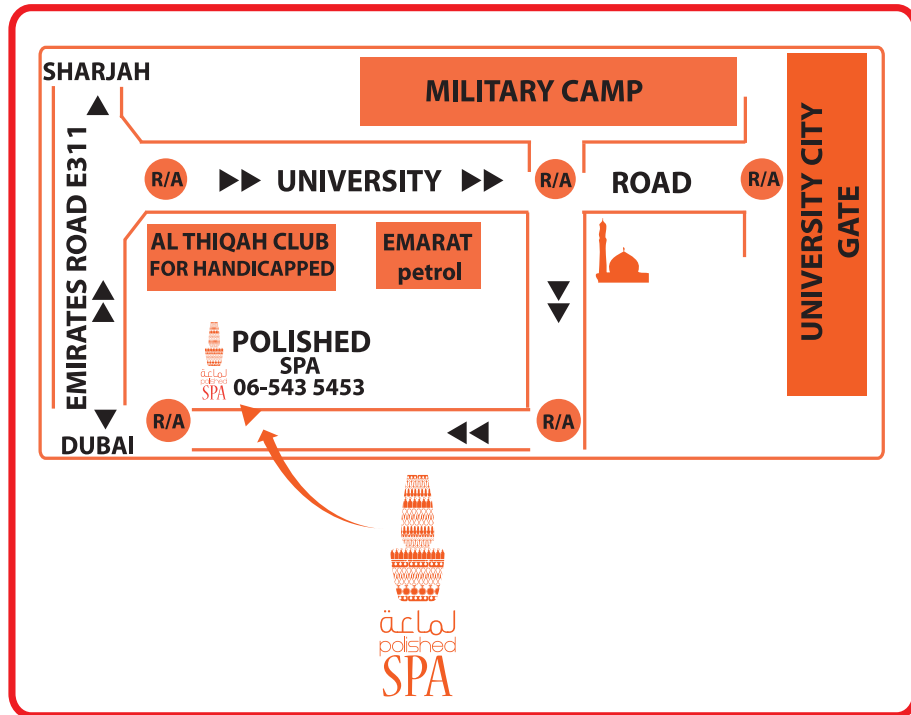 SHARJAH
MILITARY CAMP
EMIRATES ROAD E311
R/A
UNIVERSITY
R/A
ROAD
R/A
UNIVERSITY CITY
GATE
AL THIQAH CLUB
FOR HANDICAPPED
EMARAT
petrol
POLISHED
SPA
06-543 5453
لماعة
polished
SPA
R/A
R/A
DUBAI
لماعة
polished
SPA